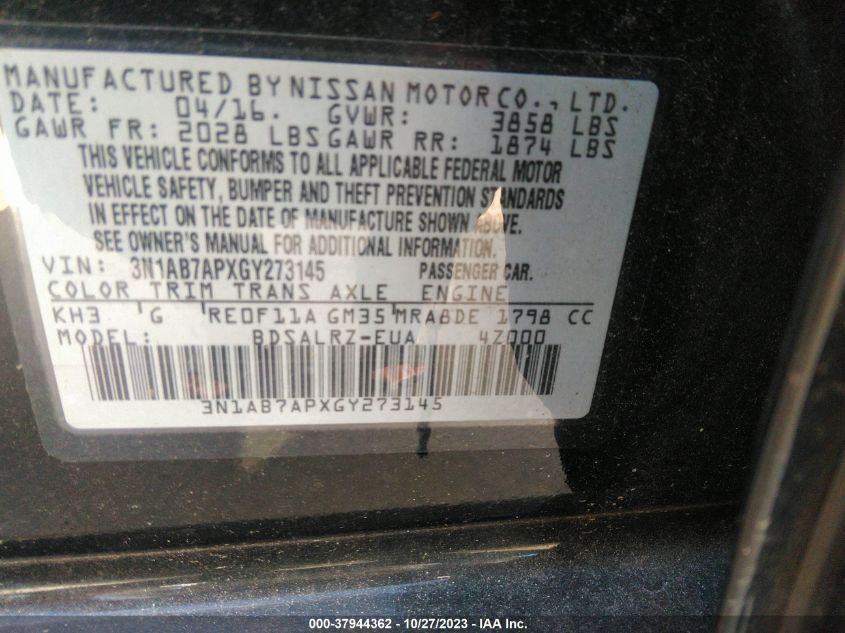 MANUFACTURED BY NISSAN MOTOR CO., LTD.
DATE: 04/16. GVWR: 3858 LBS
GAWR FR: 2028 LBS GAWR RR: 1874 LBS
THIS VEHICLE CONFORMS TO ALL APPLICABLE FEDERAL MOTOR
VEHICLE SAFETY, BUMPER AND THEFT PREVENTION STANDARDS
IN EFFECT ON THE DATE OF MANUFACTURE SHOWN ABOVE.
SEE OWNER'S MANUAL FOR ADDITIONAL INFORMATION.
VIN: 3N1AB7APXGY273145 PASSENGER CAR.
COLOR TRIM TRANS AXLE ENGINE
KH3 G RE0F11A GM35 MRA8DE 1798 CC
MODEL: BDSALRZ-EUA 4Z000
3N1AB7APXGY273145
000-37944362 | 10/27/2023 - IAA Inc.